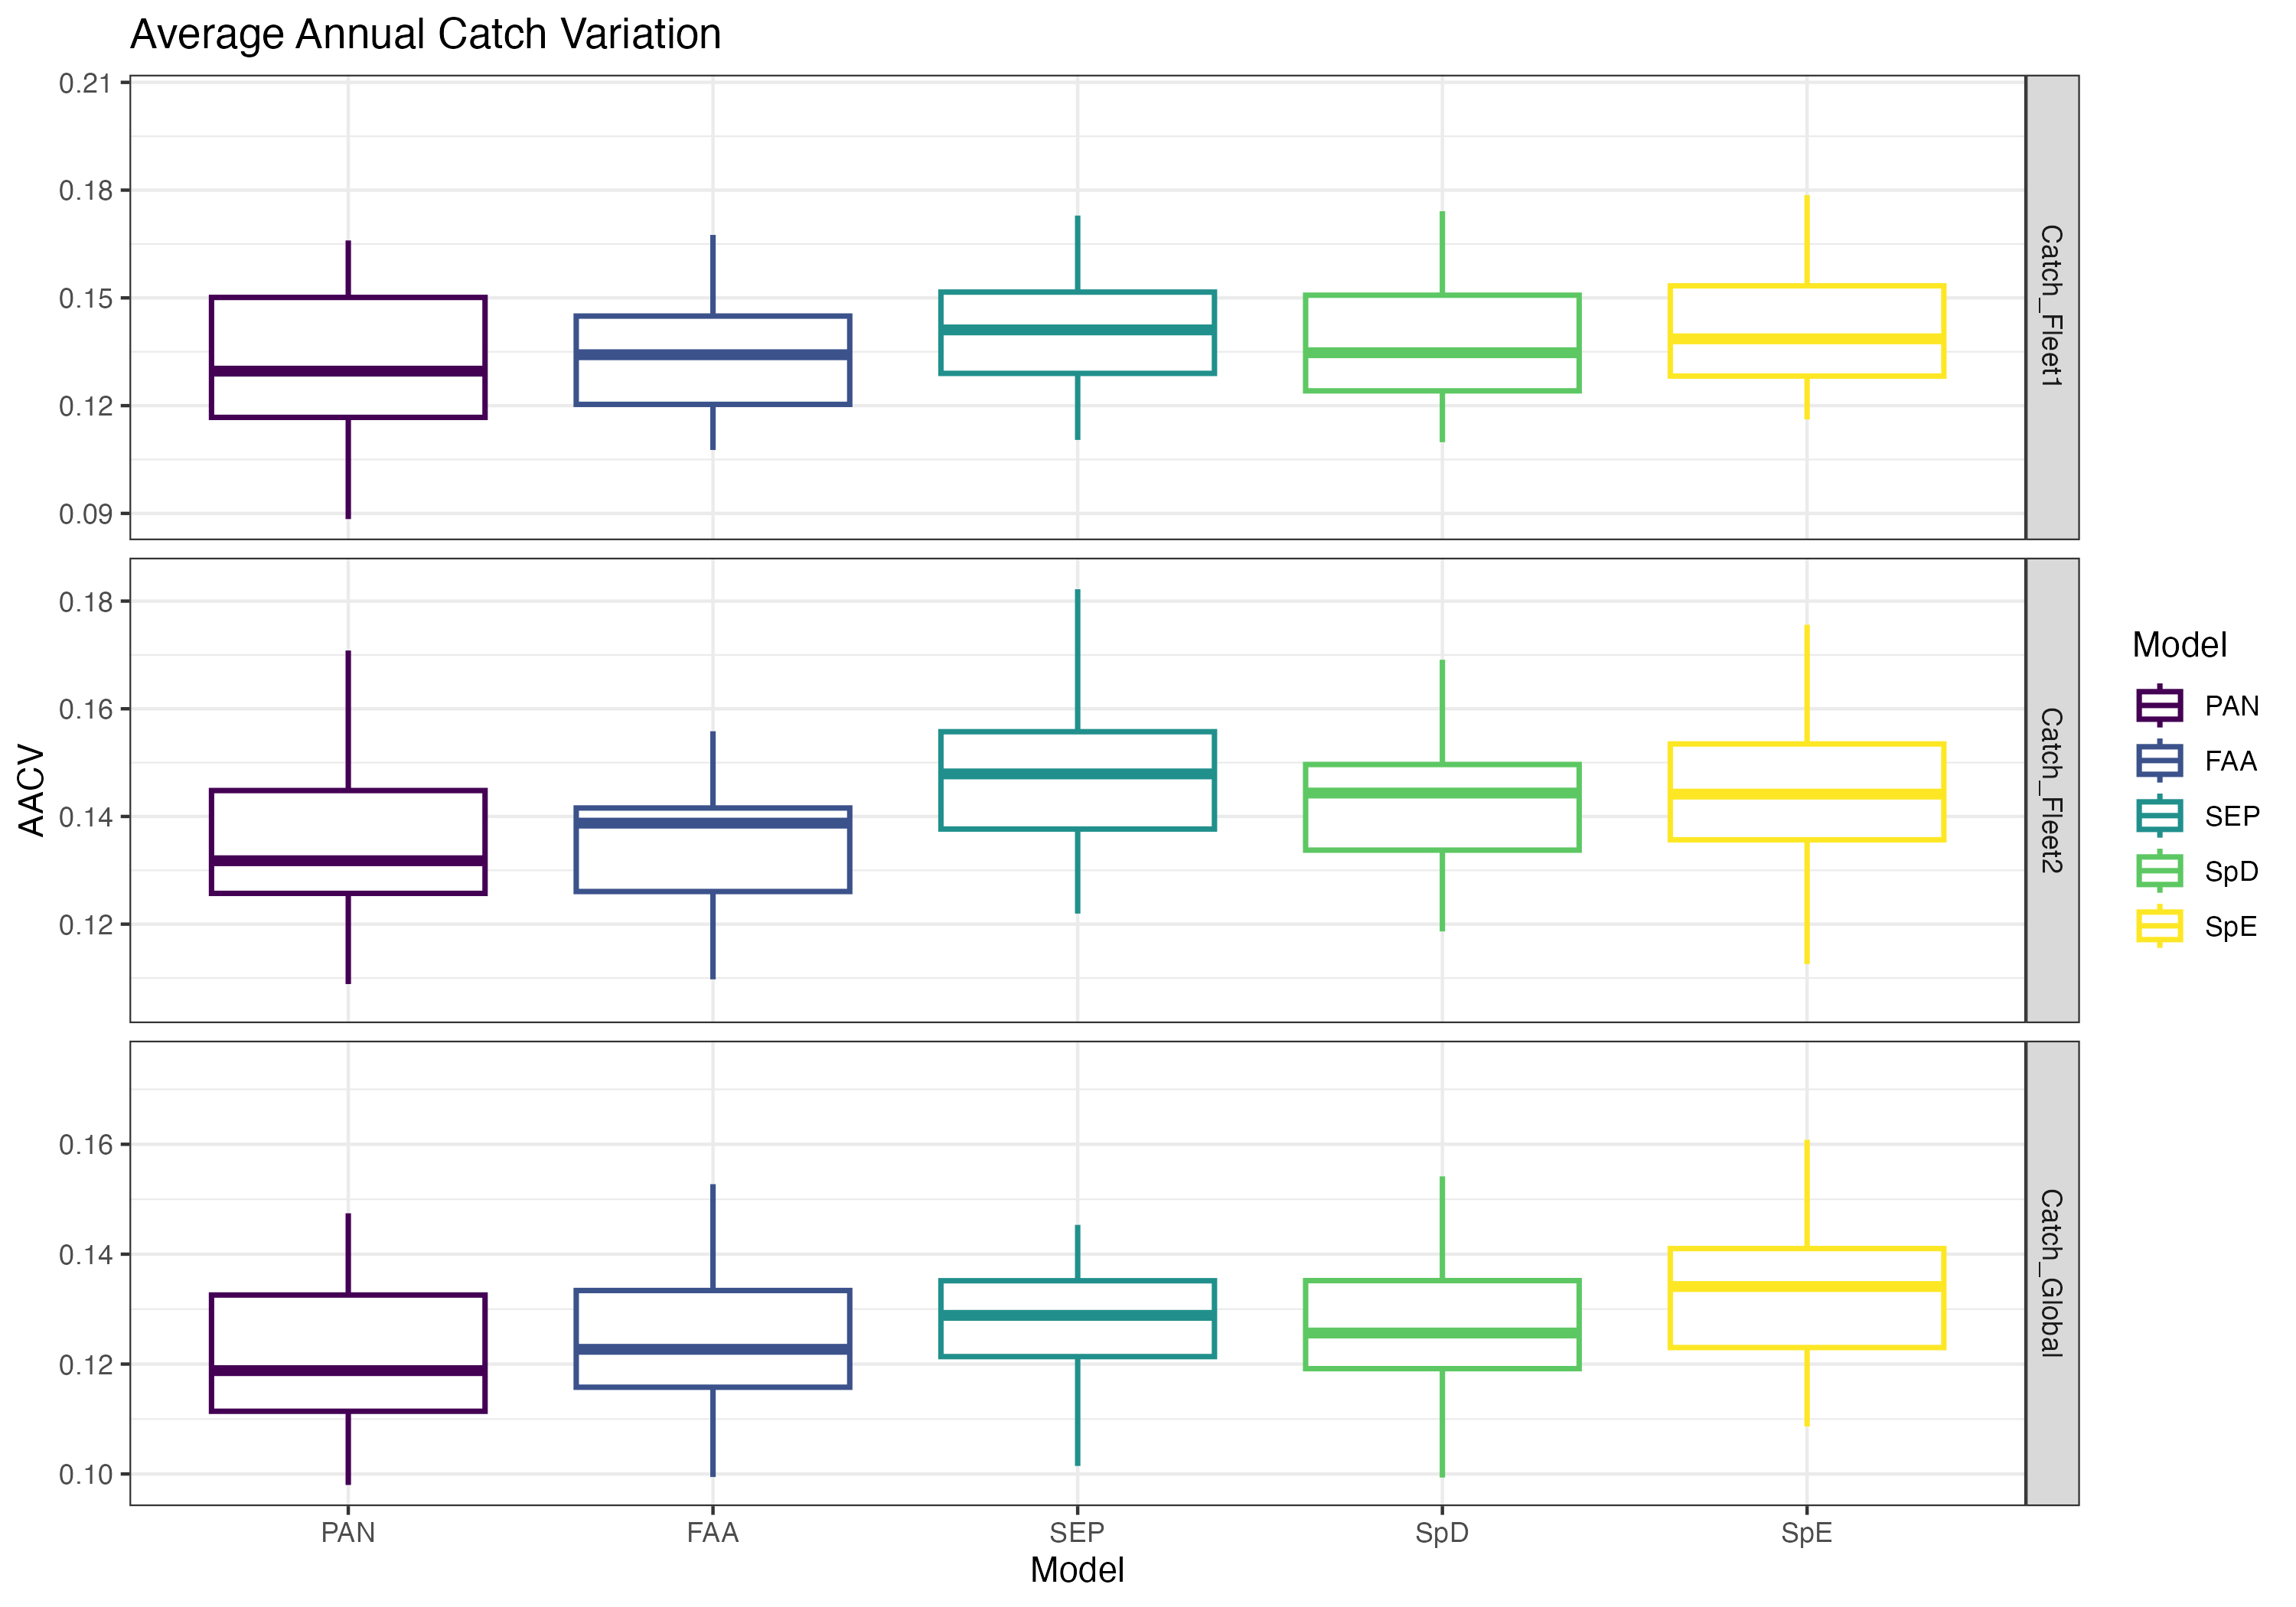 Average Annual Catch Variation
0.21
0.18
0.15
0.12
0.09
Catch_Fleet1
0.18
0.16
0.14
0.12
Catch_Fleet2
0.16
0.14
0.12
0.10
Catch_Global
AACV
PAN FAA SEP SpD SpE
Model
Model
PAN
FAA
SEP
SpD
SpE